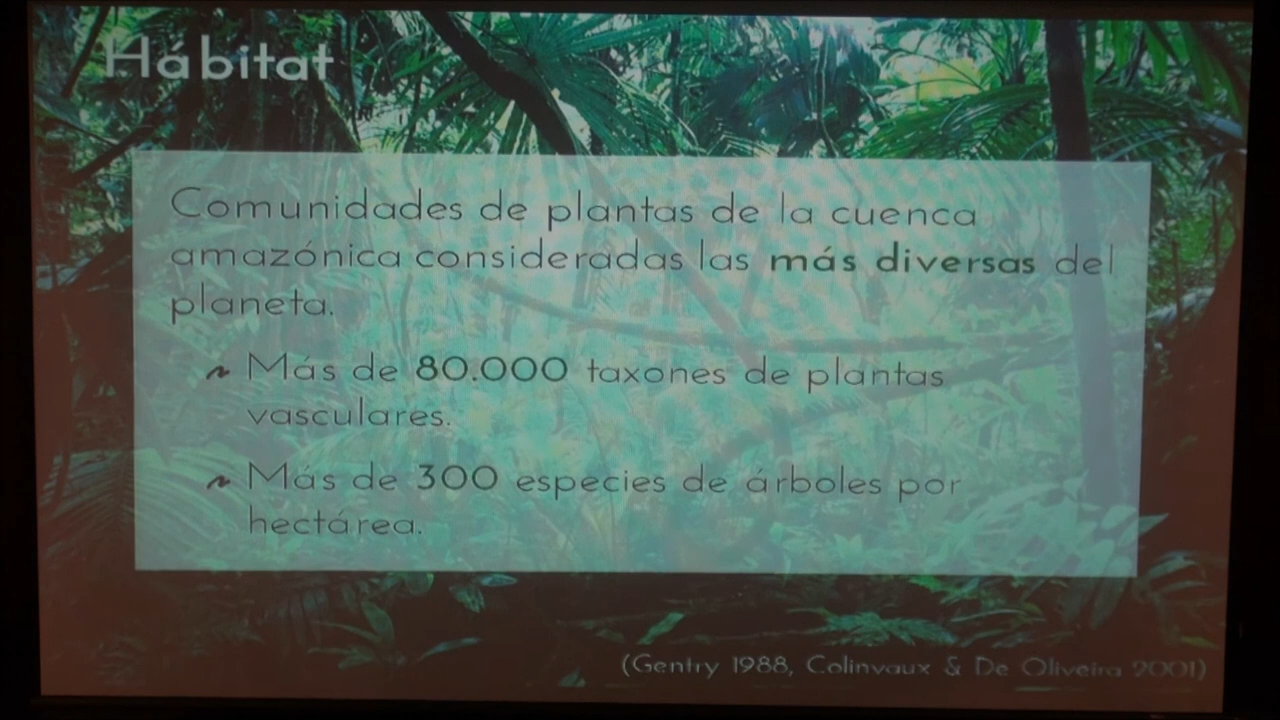 Hábitat
Comunidades de plantas de la cuenca
amazónica consideradas las más diversas del
planeta.
Más de 80.000 taxones de plantas
vasculares.
Más de 300 especies de árboles por
hectárea.
(Gentry 1988, Colinvaux & De Oliveira 2001)